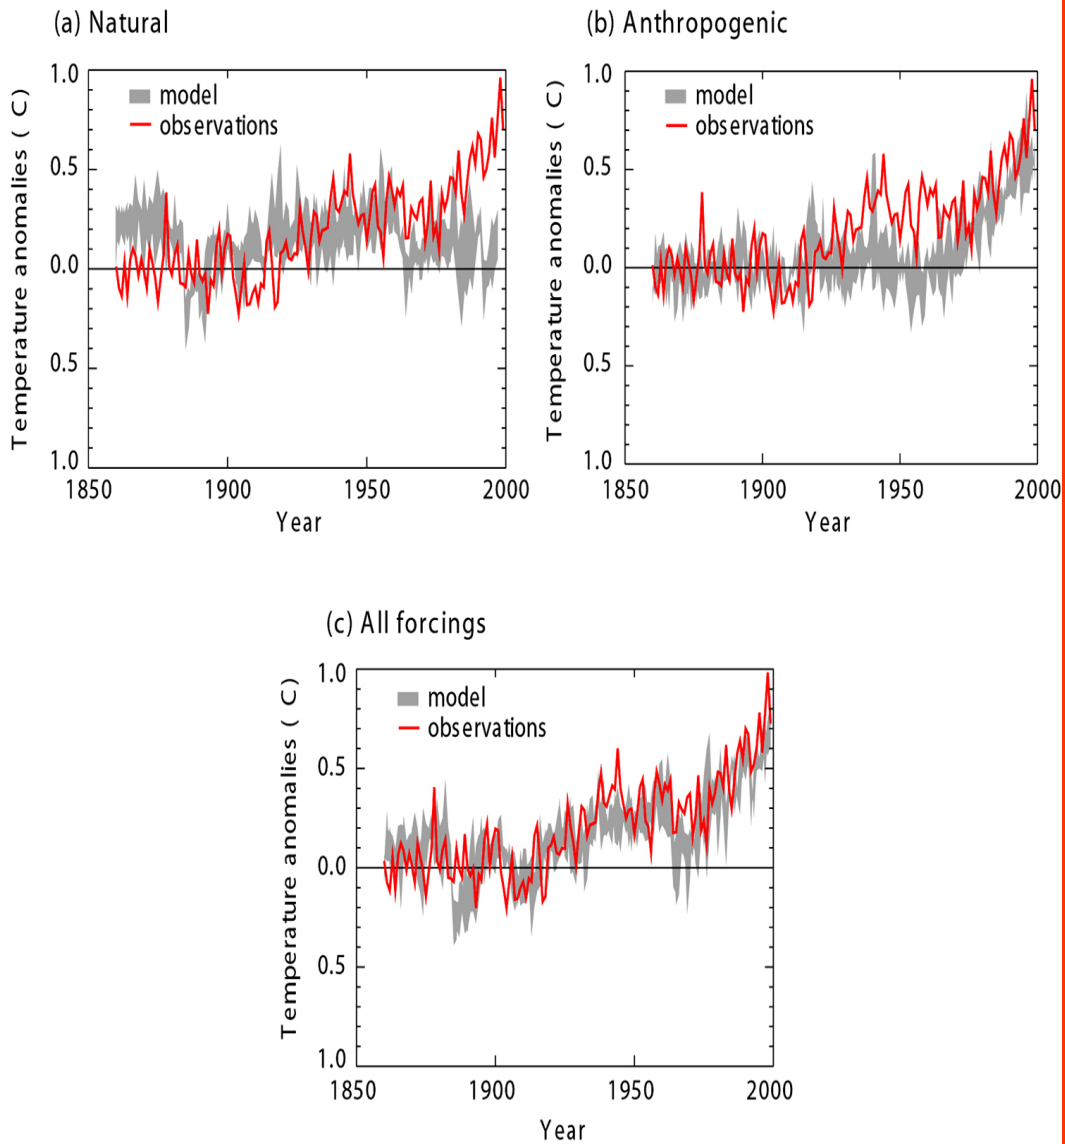 (a) Natural
Temperature anomalies ( C)
1.0
0.5
0.0
0.5
1.0
model
observations
1850
1900
1950
2000
Year
(b) Anthropogenic
Temperature anomalies ( C)
1.0
0.5
0.0
0.5
1.0
model
observations
1850
1900
1950
2000
Year
(c) All forcings
Temperature anomalies ( C)
1.0
0.5
0.0
0.5
1.0
model
observations
1850
1900
1950
2000
Year